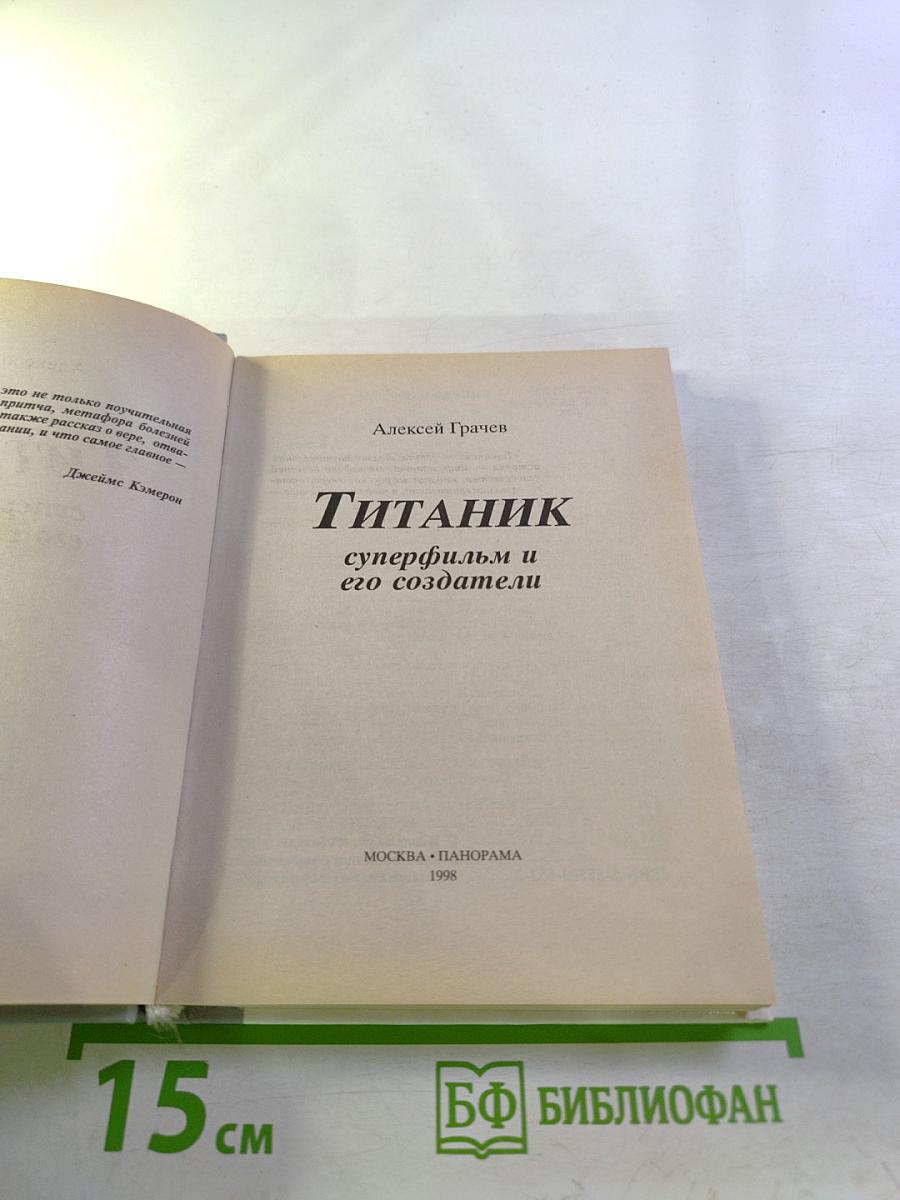 это не только поучительная
притча, метафора болезней
также рассказ о вере, отва-
ании, и что самое главное —
Джеймс Кэмерон
Алексей Грачев
ТИТАНИК
суперфильм и
его создатели
МОСКВА • ПАНОРАМА
1998
15 см
БФ БИБЛИОФАН